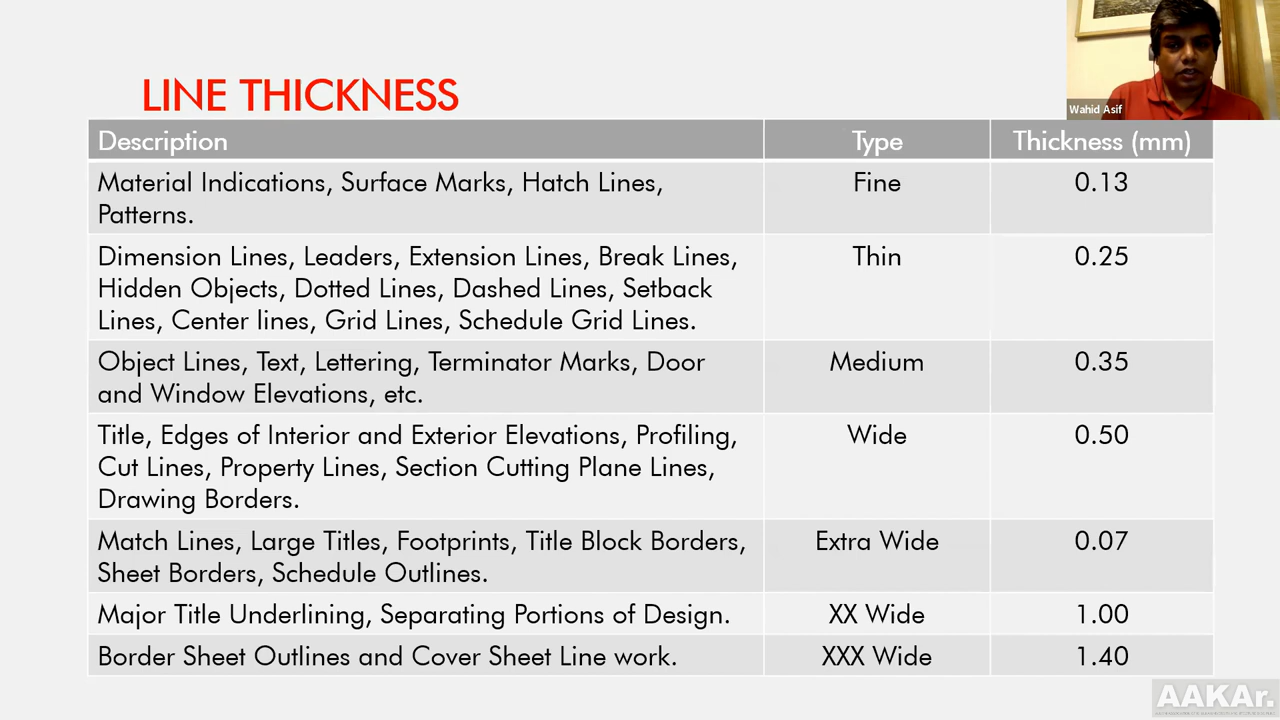 Wahid Asif
LINE THICKNESS
Description Type Thickness (mm)
Material Indications, Surface Marks, Hatch Lines, Fine 0.13
Patterns.
Dimension Lines, Leaders, Extension Lines, Break Lines, Thin 0.25
Hidden Objects, Dotted Lines, Dashed Lines, Setback
Lines, Center lines, Grid Lines, Schedule Grid Lines.
Object Lines, Text, Lettering, Terminator Marks, Door Medium 0.35
and Window Elevations, etc.
Title, Edges of Interior and Exterior Elevations, Profiling, Wide 0.50
Cut Lines, Property Lines, Section Cutting Plane Lines,
Drawing Borders.
Match Lines, Large Titles, Footprints, Title Block Borders, Extra Wide 0.07
Sheet Borders, Schedule Outlines.
Major Title Underlining, Separating Portions of Design. XX Wide 1.00
Border Sheet Outlines and Cover Sheet Line work. XXX Wide 1.40
AAKAr.